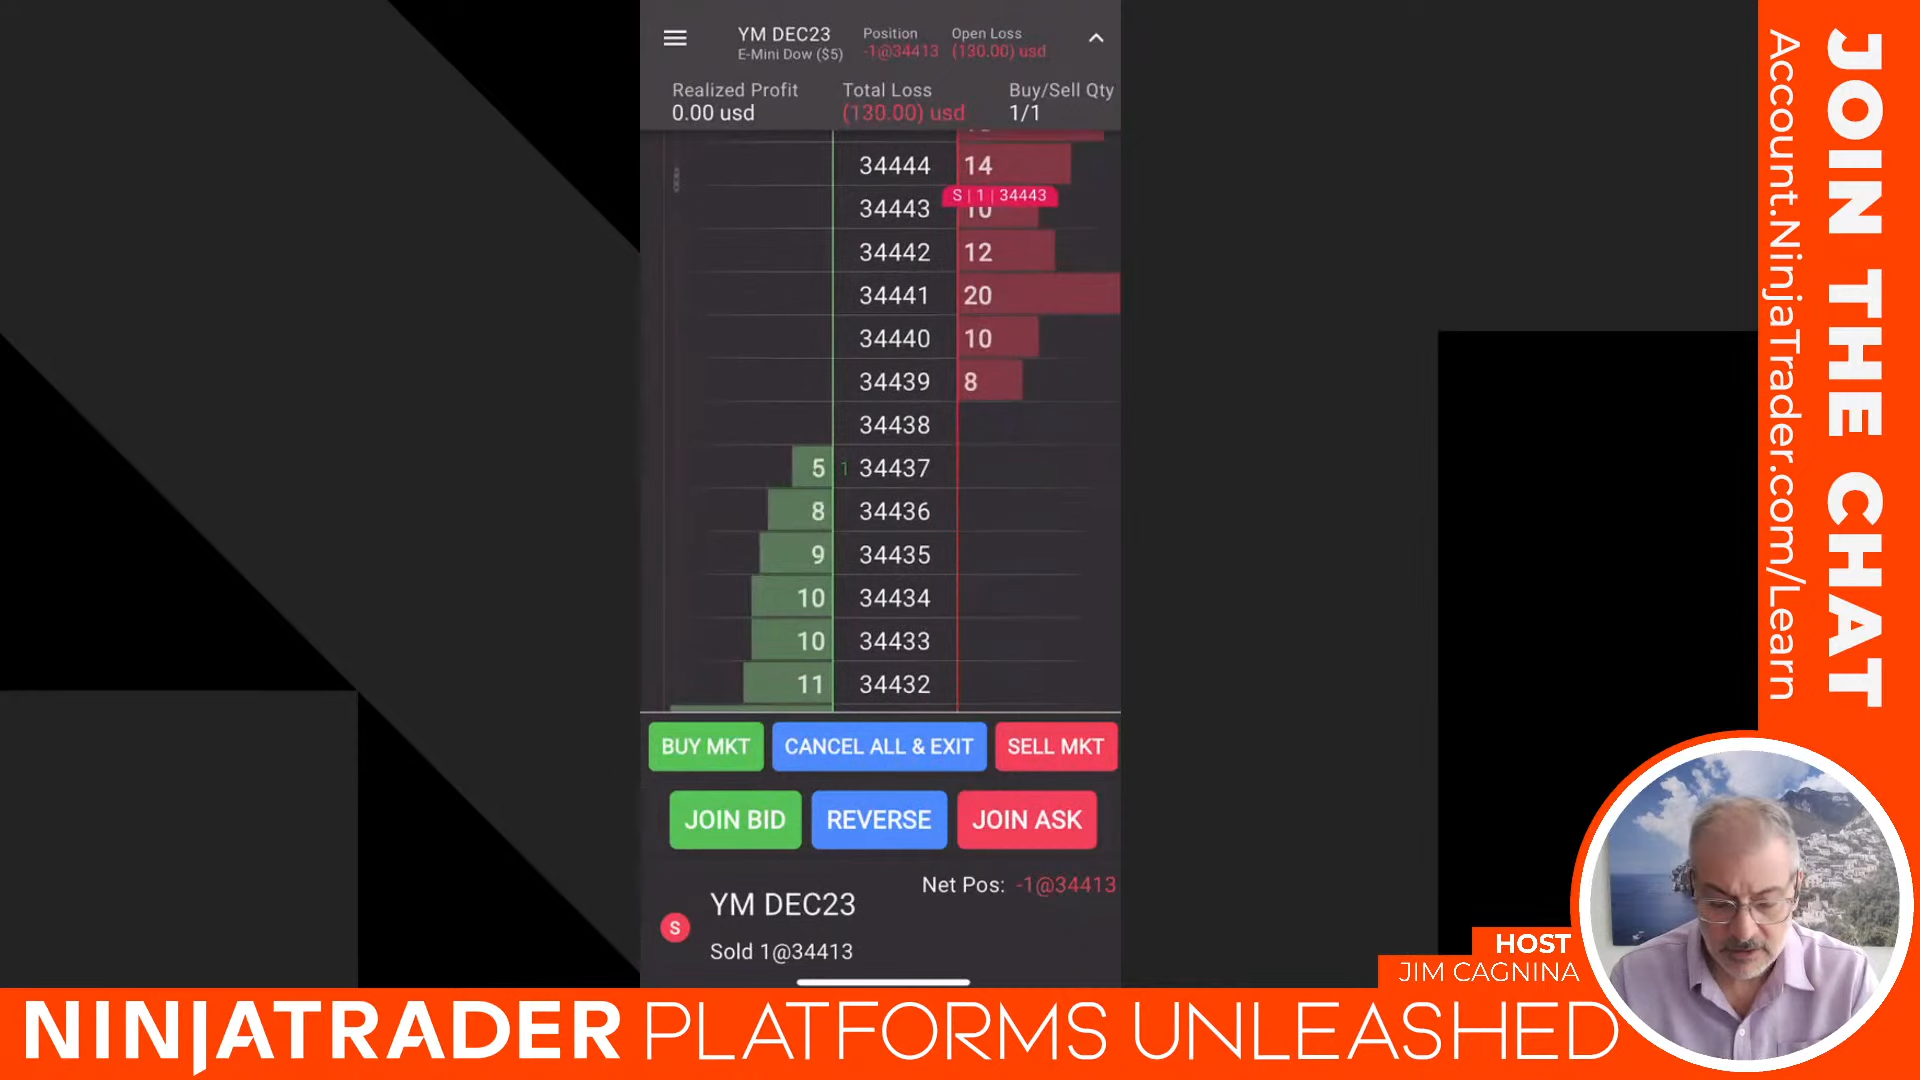 YM DEC23
E-Mini Dow ($5)
Position
-1@34413
Open Loss
(130.00) usd
Realized Profit
0.00 usd
Total Loss
(130.00) usd
Buy/Sell Qty
1/1
34444 14
S | 1 | 34443
34443 10
34442 12
34441 20
34440 10
34439 8
34438
5 1 34437
8 34436
9 34435
10 34434
10 34433
11 34432
BUY MKT CANCEL ALL & EXIT SELL MKT
JOIN BID REVERSE JOIN ASK
Net Pos: -1@34413
YM DEC23
S
Sold 1@34413
JOIN THE CHAT
Account.NinjaTrader.com/Learn
HOST
JIM CAGNINA
NINJATRADER PLATFORMS UNLEASHED